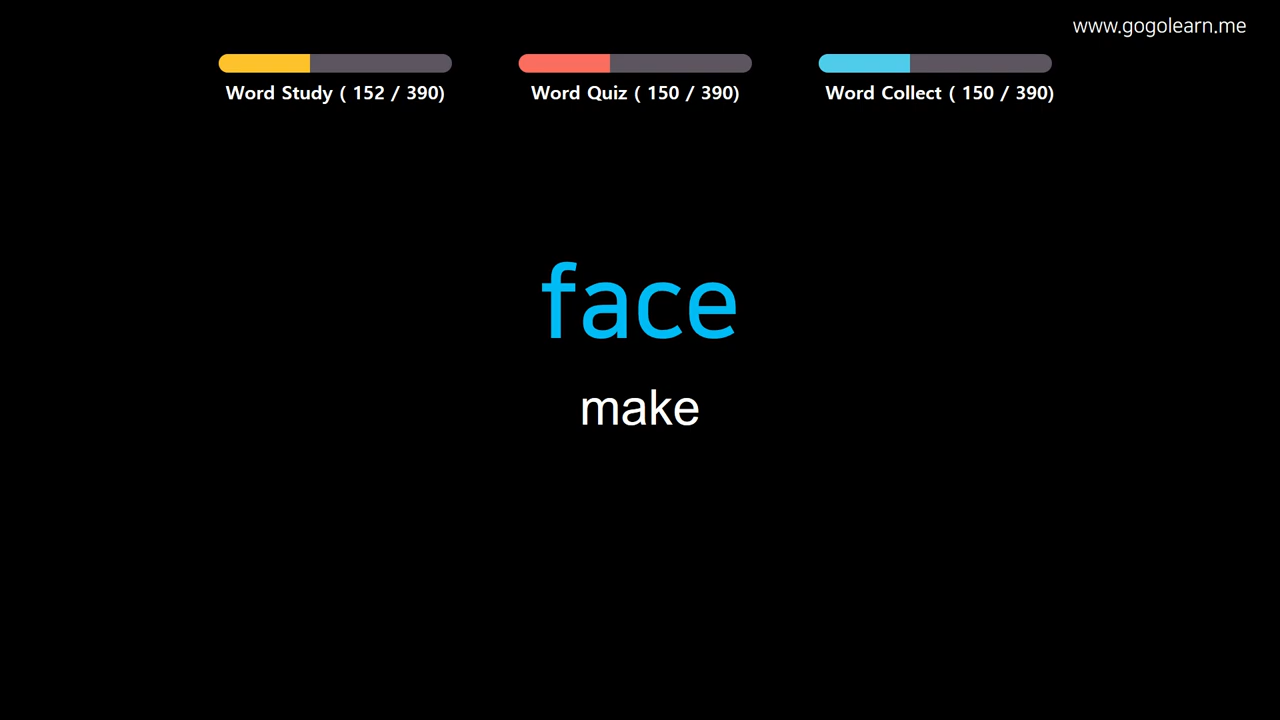 www.gogolearn.me
Word Study ( 152 / 390)
Word Quiz ( 150 / 390)
Word Collect ( 150 / 390)
face
make